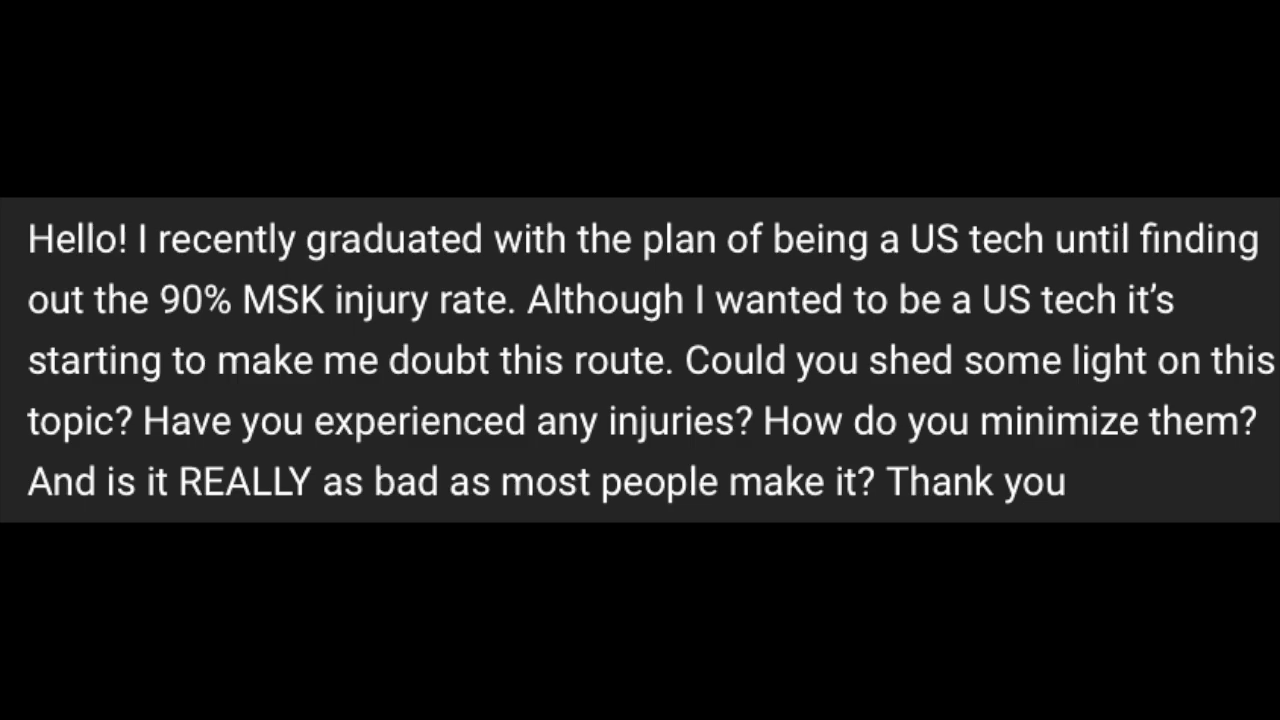 Hello! I recently graduated with the plan of being a US tech until finding
out the 90% MSK injury rate. Although I wanted to be a US tech it’s
starting to make me doubt this route. Could you shed some light on this
topic? Have you experienced any injuries? How do you minimize them?
And is it REALLY as bad as most people make it? Thank you